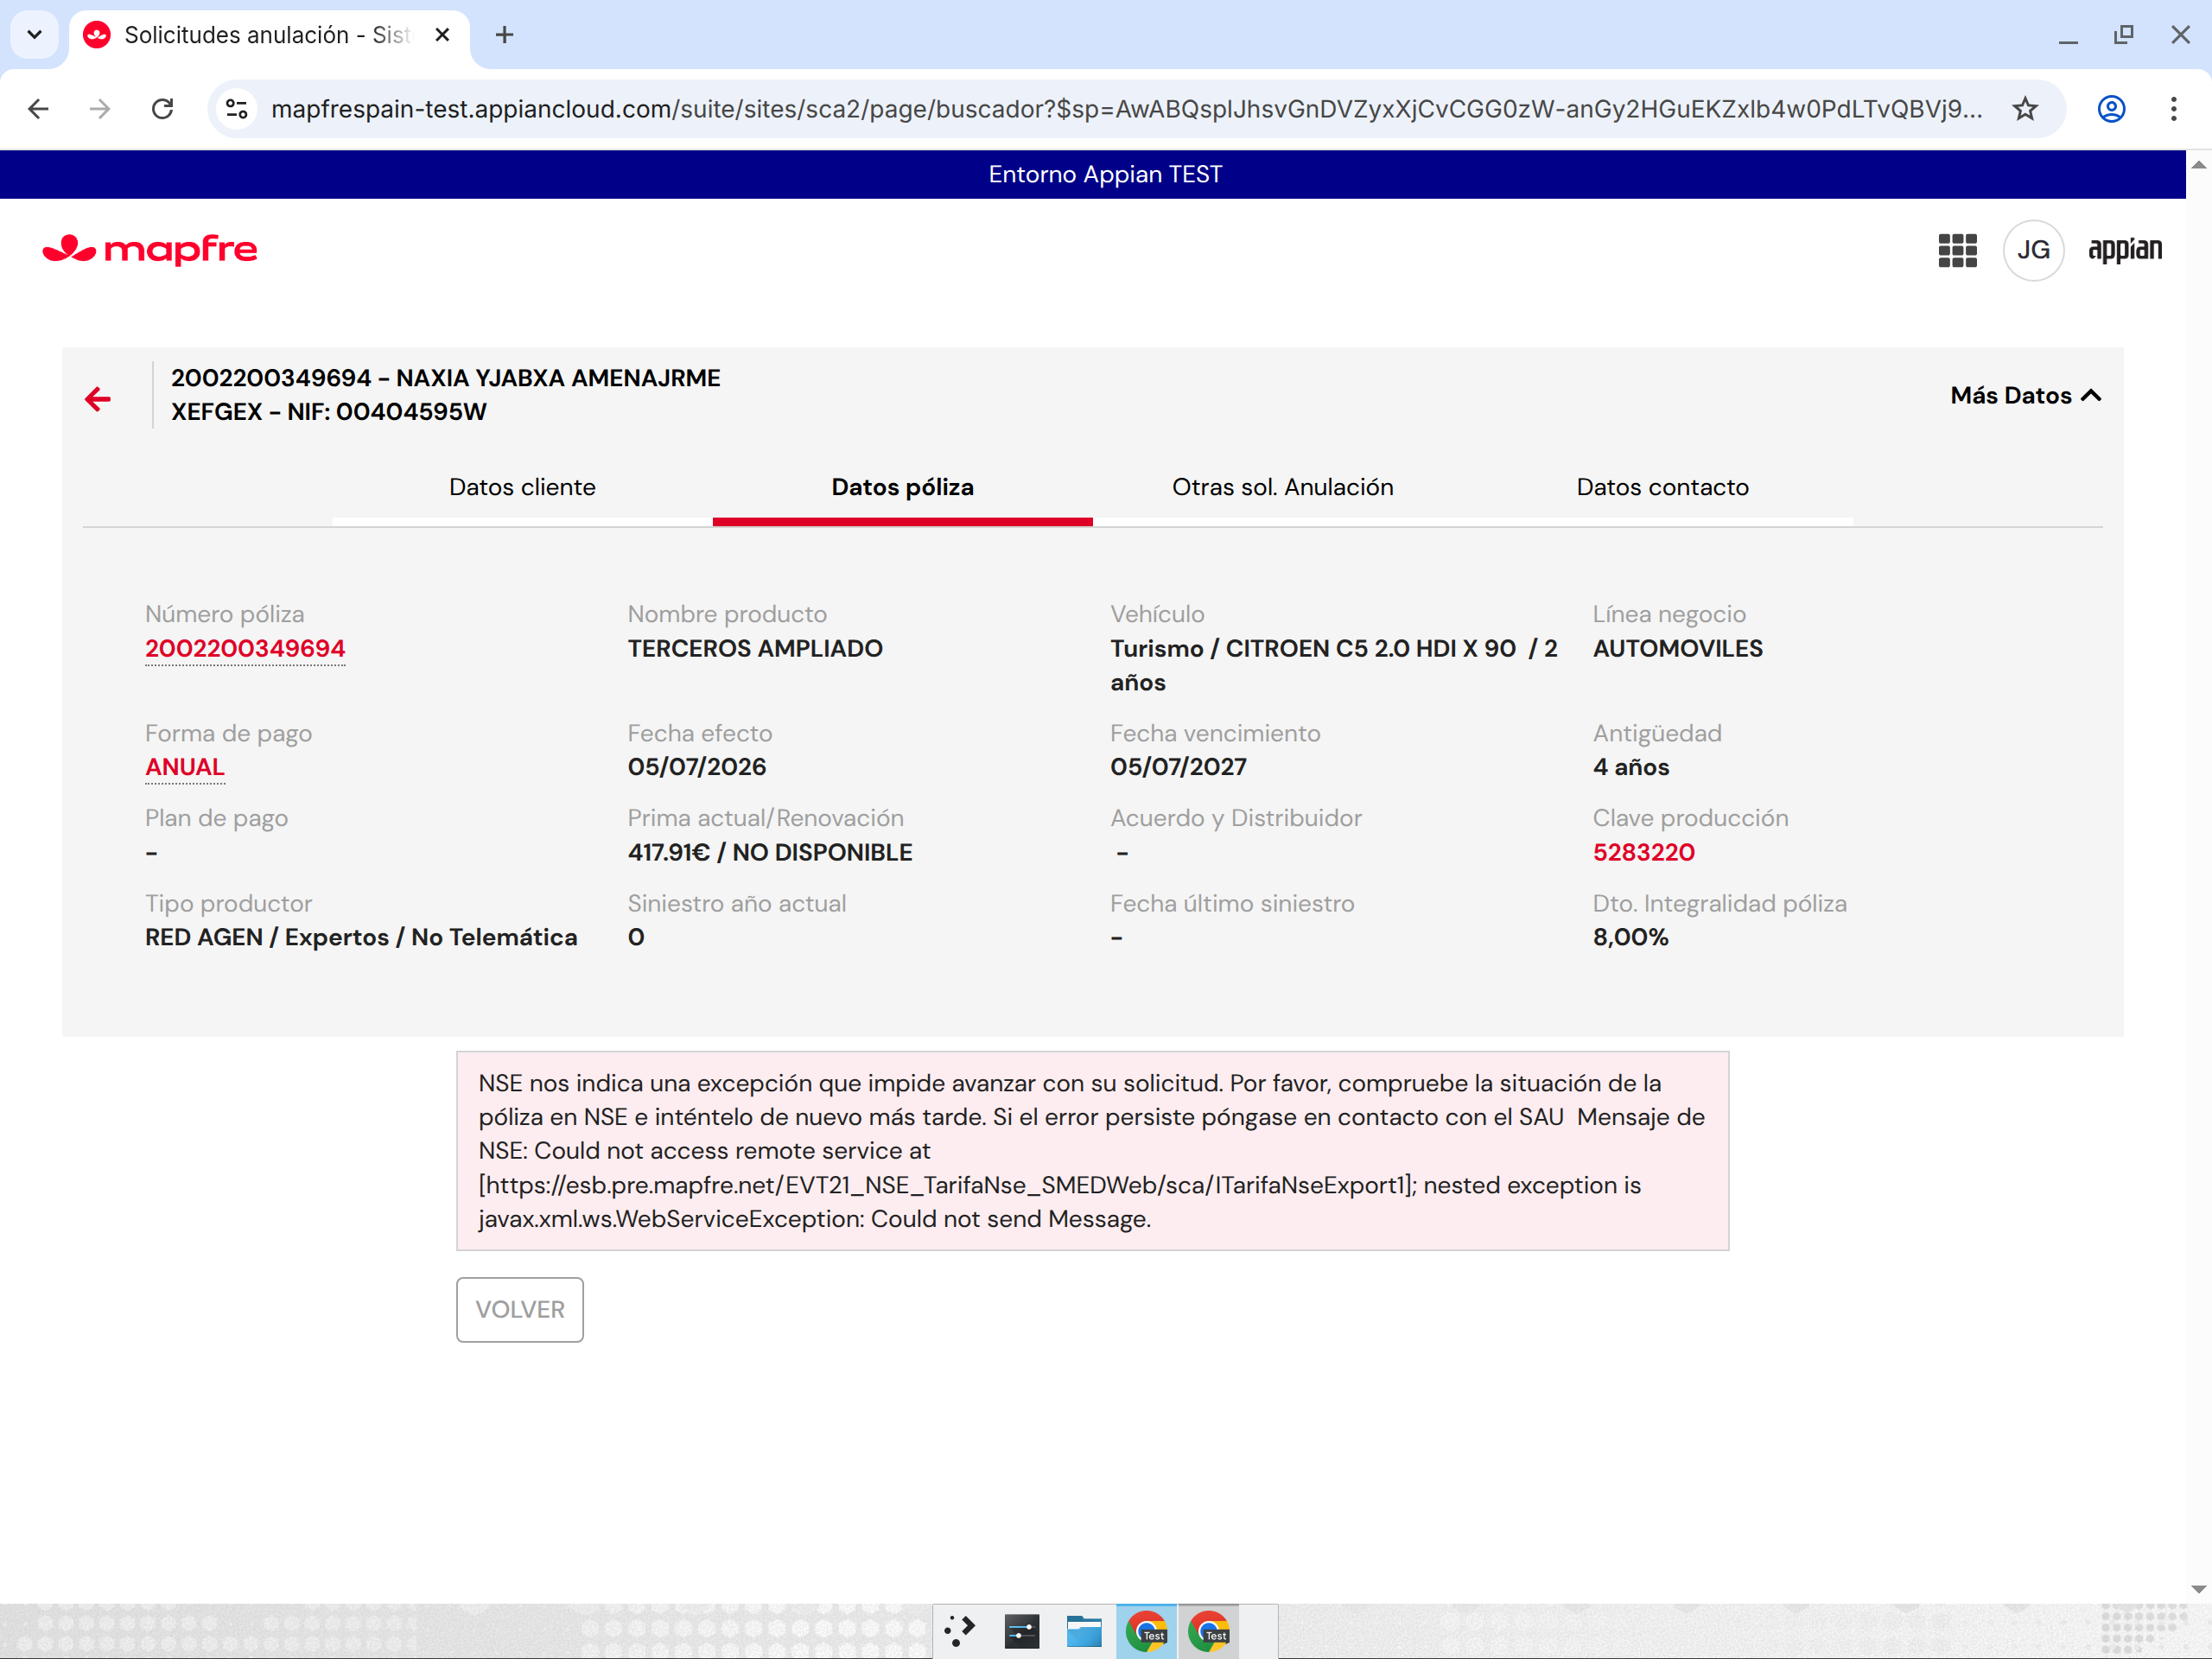 Solicitudes anulación - Sist
mapfrespain-test.appiancloud.com/suite/sites/sca2/page/buscador?$sp=AwABQsplJhsvGnDVZyxXjCvCGG0zW-anGy2HGuEKZxlb4w0PdLTvQBVj9...
Entorno Appian TEST
mapfre
JG
appian
2002200349694 - NAXIA YJABXA AMENAJRME
XEFGEX - NIF: 00404595W
Más Datos
Datos cliente
Datos póliza
Otras sol. Anulación
Datos contacto
Número póliza
2002200349694
Nombre producto
TERCEROS AMPLIADO
Vehículo
Turismo / CITROEN C5 2.0 HDI X 90 / 2
años
Línea negocio
AUTOMOVILES
Forma de pago
ANUAL
Fecha efecto
05/07/2026
Fecha vencimiento
05/07/2027
Antigüedad
4 años
Plan de pago
-
Prima actual/Renovación
417.91€ / NO DISPONIBLE
Acuerdo y Distribuidor
-
Clave producción
5283220
Tipo productor
RED AGEN / Expertos / No Telemática
Siniestro año actual
0
Fecha último siniestro
-
Dto. Integralidad póliza
8,00%
NSE nos indica una excepción que impide avanzar con su solicitud. Por favor, compruebe la situación de la
póliza en NSE e inténtelo de nuevo más tarde. Si el error persiste póngase en contacto con el SAU Mensaje de
NSE: Could not access remote service at
[https://esb.pre.mapfre.net/EVT21_NSE_TarifaNse_SMEDWeb/sca/ITarifaNseExport1]; nested exception is
javax.xml.ws.WebServiceException: Could not send Message.
VOLVER
Test
Test